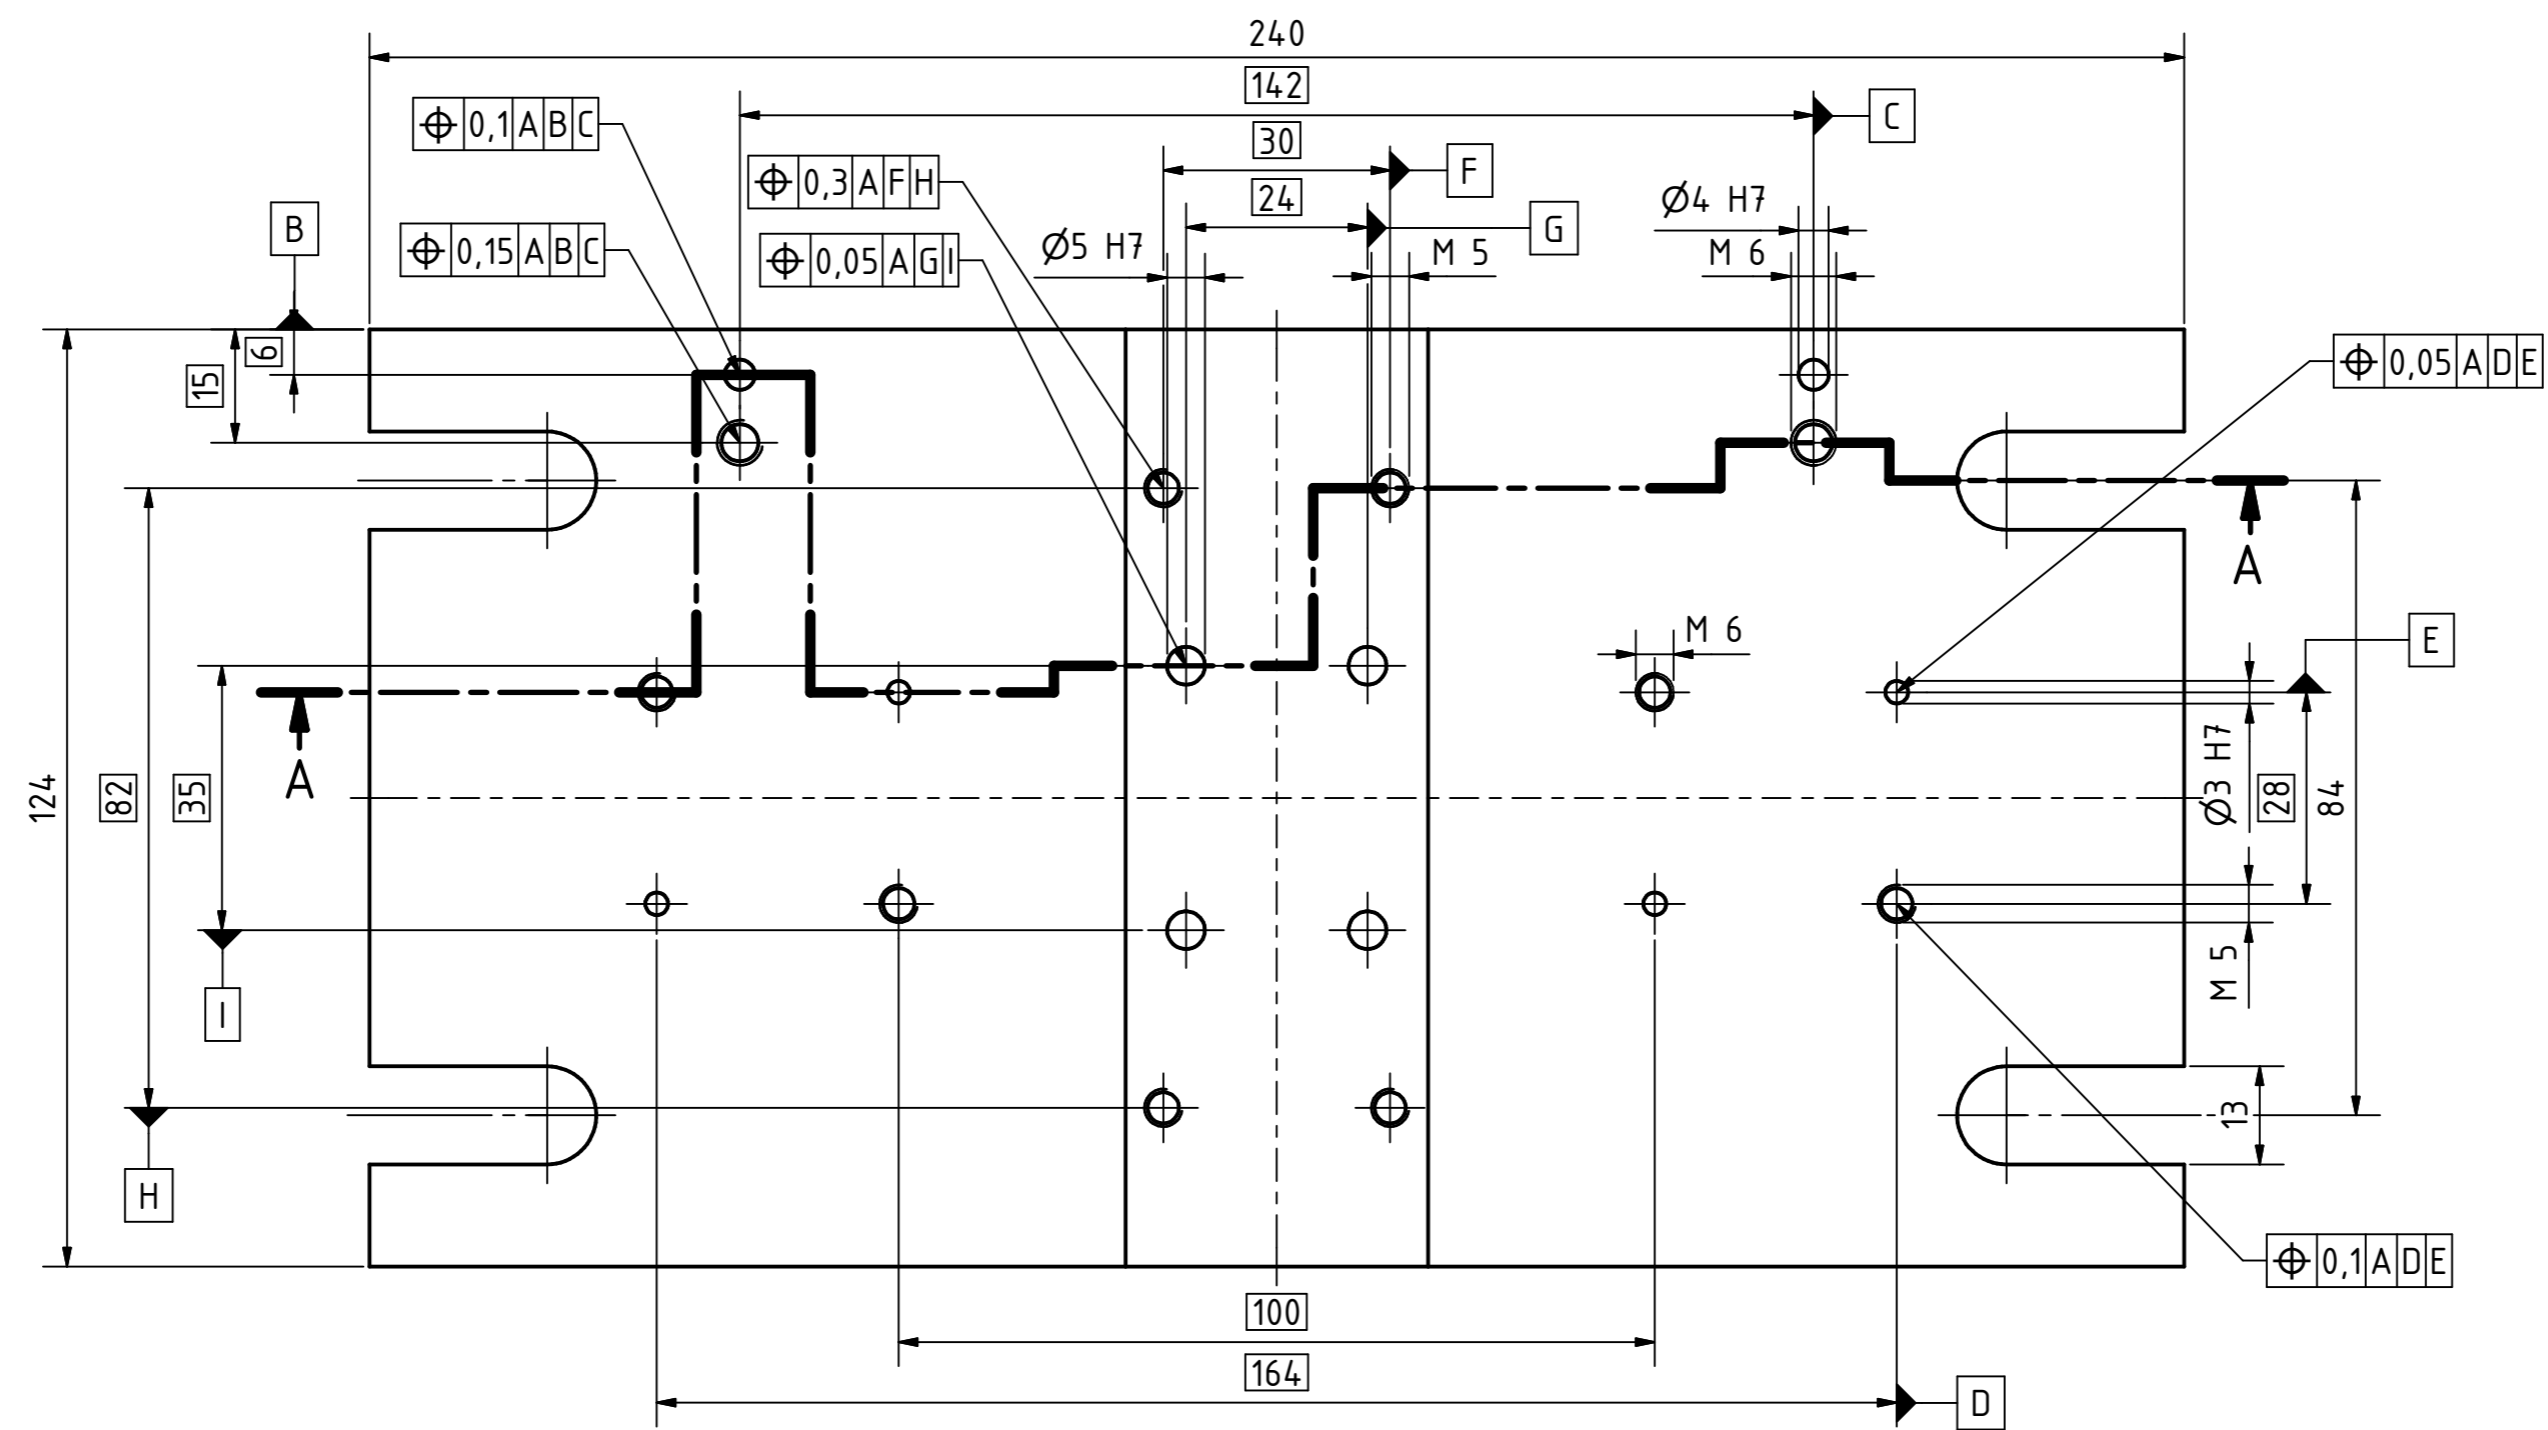 240
142
⌖ 0,1 A B C
C
30
⌖ 0,3 A F H
F
24
Ø4 H7
B
⌖ 0,15 A B C
Ø5 H7
⌖ 0,05 A G I
M 5
G
M 6
6
15
⌖ 0,05 A D E
A
M 6
E
A
124
82
35
Ø3 H7
28
84
I
M 5
H
13
⌖ 0,1 A D E
100
164
D